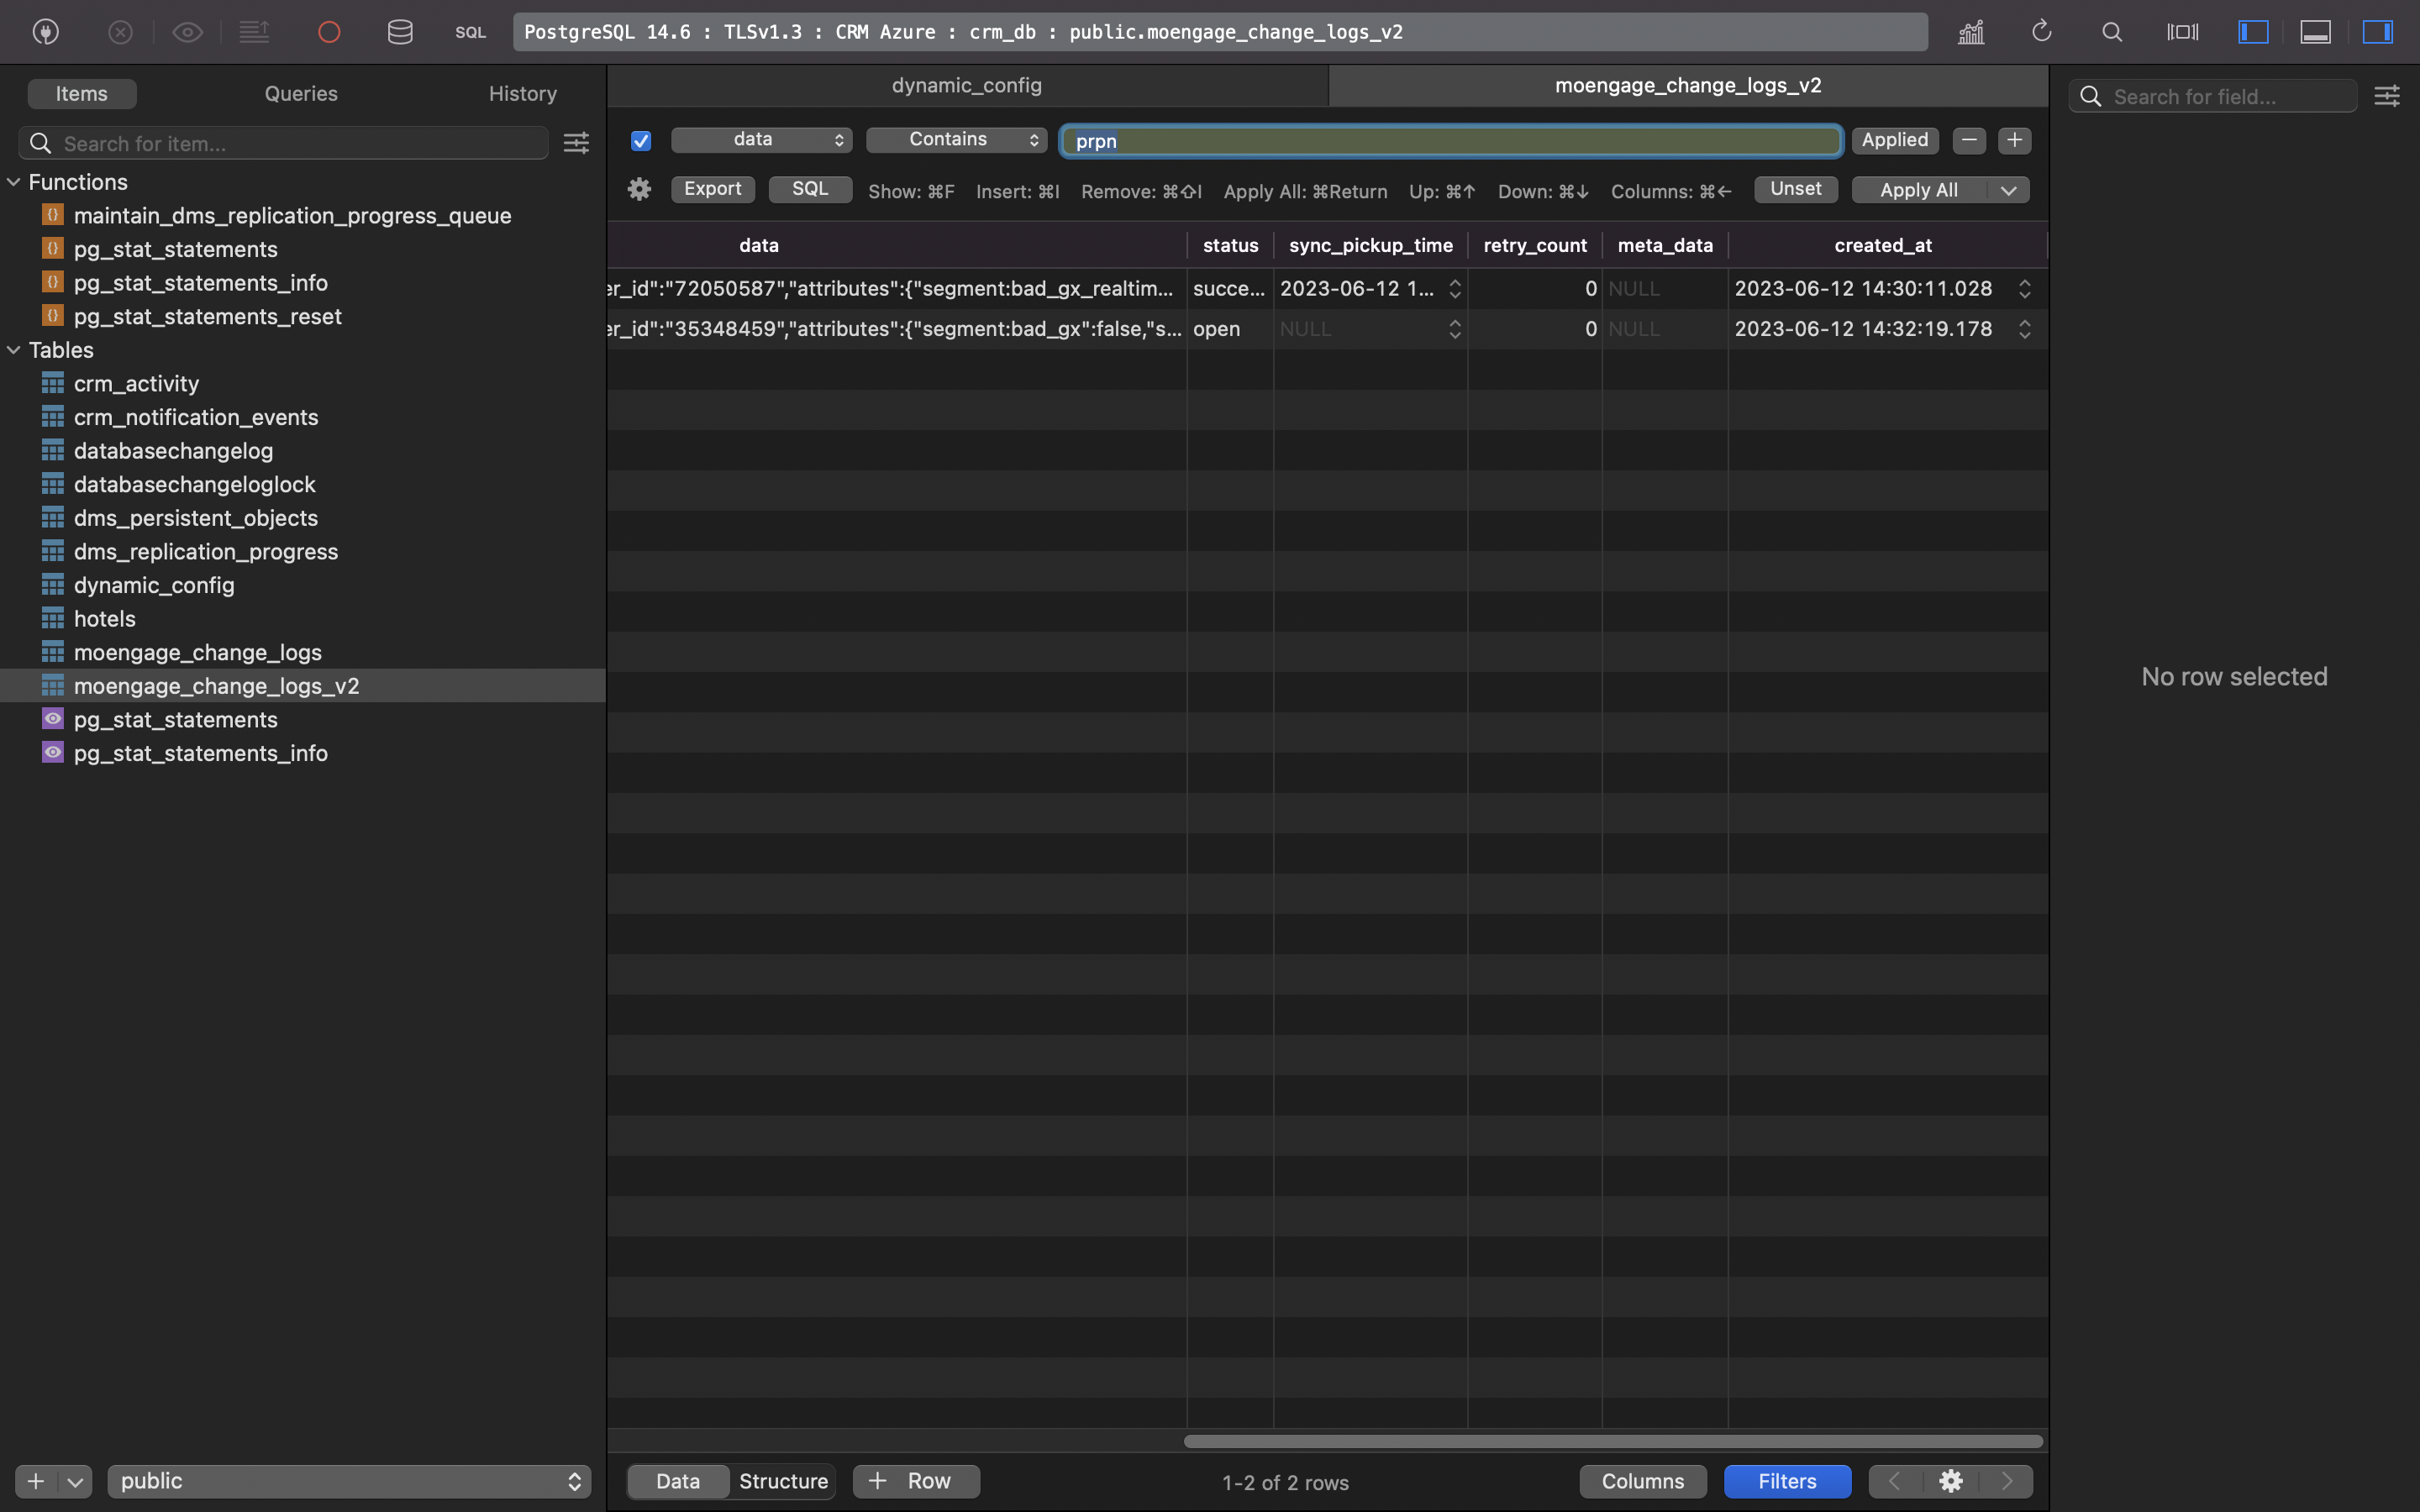 SQL
PostgreSQL 14.6 : TLSv1.3 : CRM Azure : crm_db : public.moengage_change_logs_v2
Items Queries History
Search for item...
Functions
maintain_dms_replication_progress_queue
pg_stat_statements
pg_stat_statements_info
pg_stat_statements_reset
Tables
crm_activity
crm_notification_events
databasechangelog
databasechangeloglock
dms_persistent_objects
dms_replication_progress
dynamic_config
hotels
moengage_change_logs
moengage_change_logs_v2
pg_stat_statements
pg_stat_statements_info
public
dynamic_config moengage_change_logs_v2
data Contains prpn Applied
Export SQL Show: ⌘F Insert: ⌘I Remove: ⌘⇧I Apply All: ⌘Return Up: ⌘↑ Down: ⌘↓ Columns: ⌘← Unset Apply All
data status sync_pickup_time retry_count meta_data created_at
er_id":"72050587","attributes":{"segment:bad_gx_realtim... succe... 2023-06-12 1... 0 NULL 2023-06-12 14:30:11.028
er_id":"35348459","attributes":{"segment:bad_gx":false,"s... open NULL 0 NULL 2023-06-12 14:32:19.178
Data Structure + Row 1-2 of 2 rows Columns Filters
Search for field...
No row selected